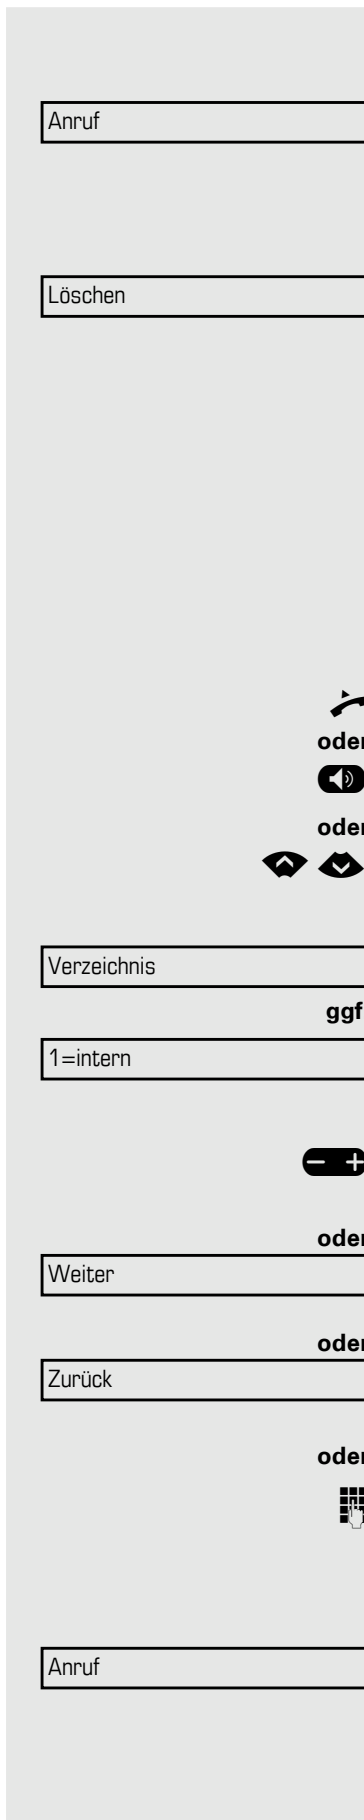 Anruf
Löschen
oder
oder
Verzeichnis
ggf
1=intern
oder
Weiter
oder
Zurück
oder
Anruf